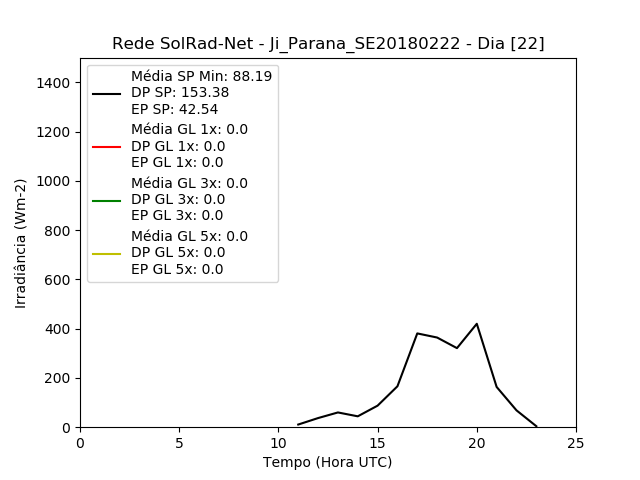 Rede SolRad-Net - Ji_Parana_SE20180222 - Dia [22]
Média SP Min: 88.19
DP SP: 153.38
EP SP: 42.54
Média GL 1x: 0.0
DP GL 1x: 0.0
EP GL 1x: 0.0
Média GL 3x: 0.0
DP GL 3x: 0.0
EP GL 3x: 0.0
Média GL 5x: 0.0
DP GL 5x: 0.0
EP GL 5x: 0.0
Irradiância (Wm-2)
1400
1200
1000
800
600
400
200
0
0 5 10 15 20 25
Tempo (Hora UTC)